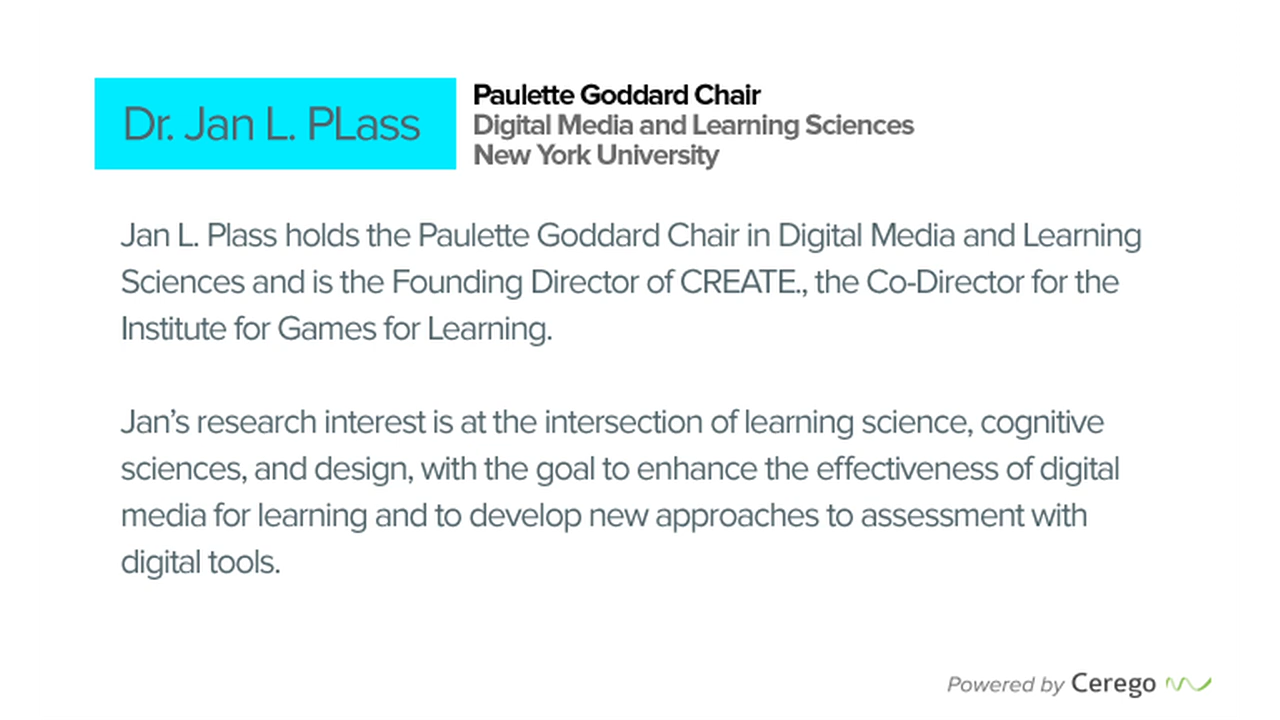 Dr. Jan L. PLass
Paulette Goddard Chair
Digital Media and Learning Sciences
New York University
Jan L. Plass holds the Paulette Goddard Chair in Digital Media and Learning
Sciences and is the Founding Director of CREATE., the Co-Director for the
Institute for Games for Learning.
Jan’s research interest is at the intersection of learning science, cognitive
sciences, and design, with the goal to enhance the effectiveness of digital
media for learning and to develop new approaches to assessment with
digital tools.
Powered by Cerego